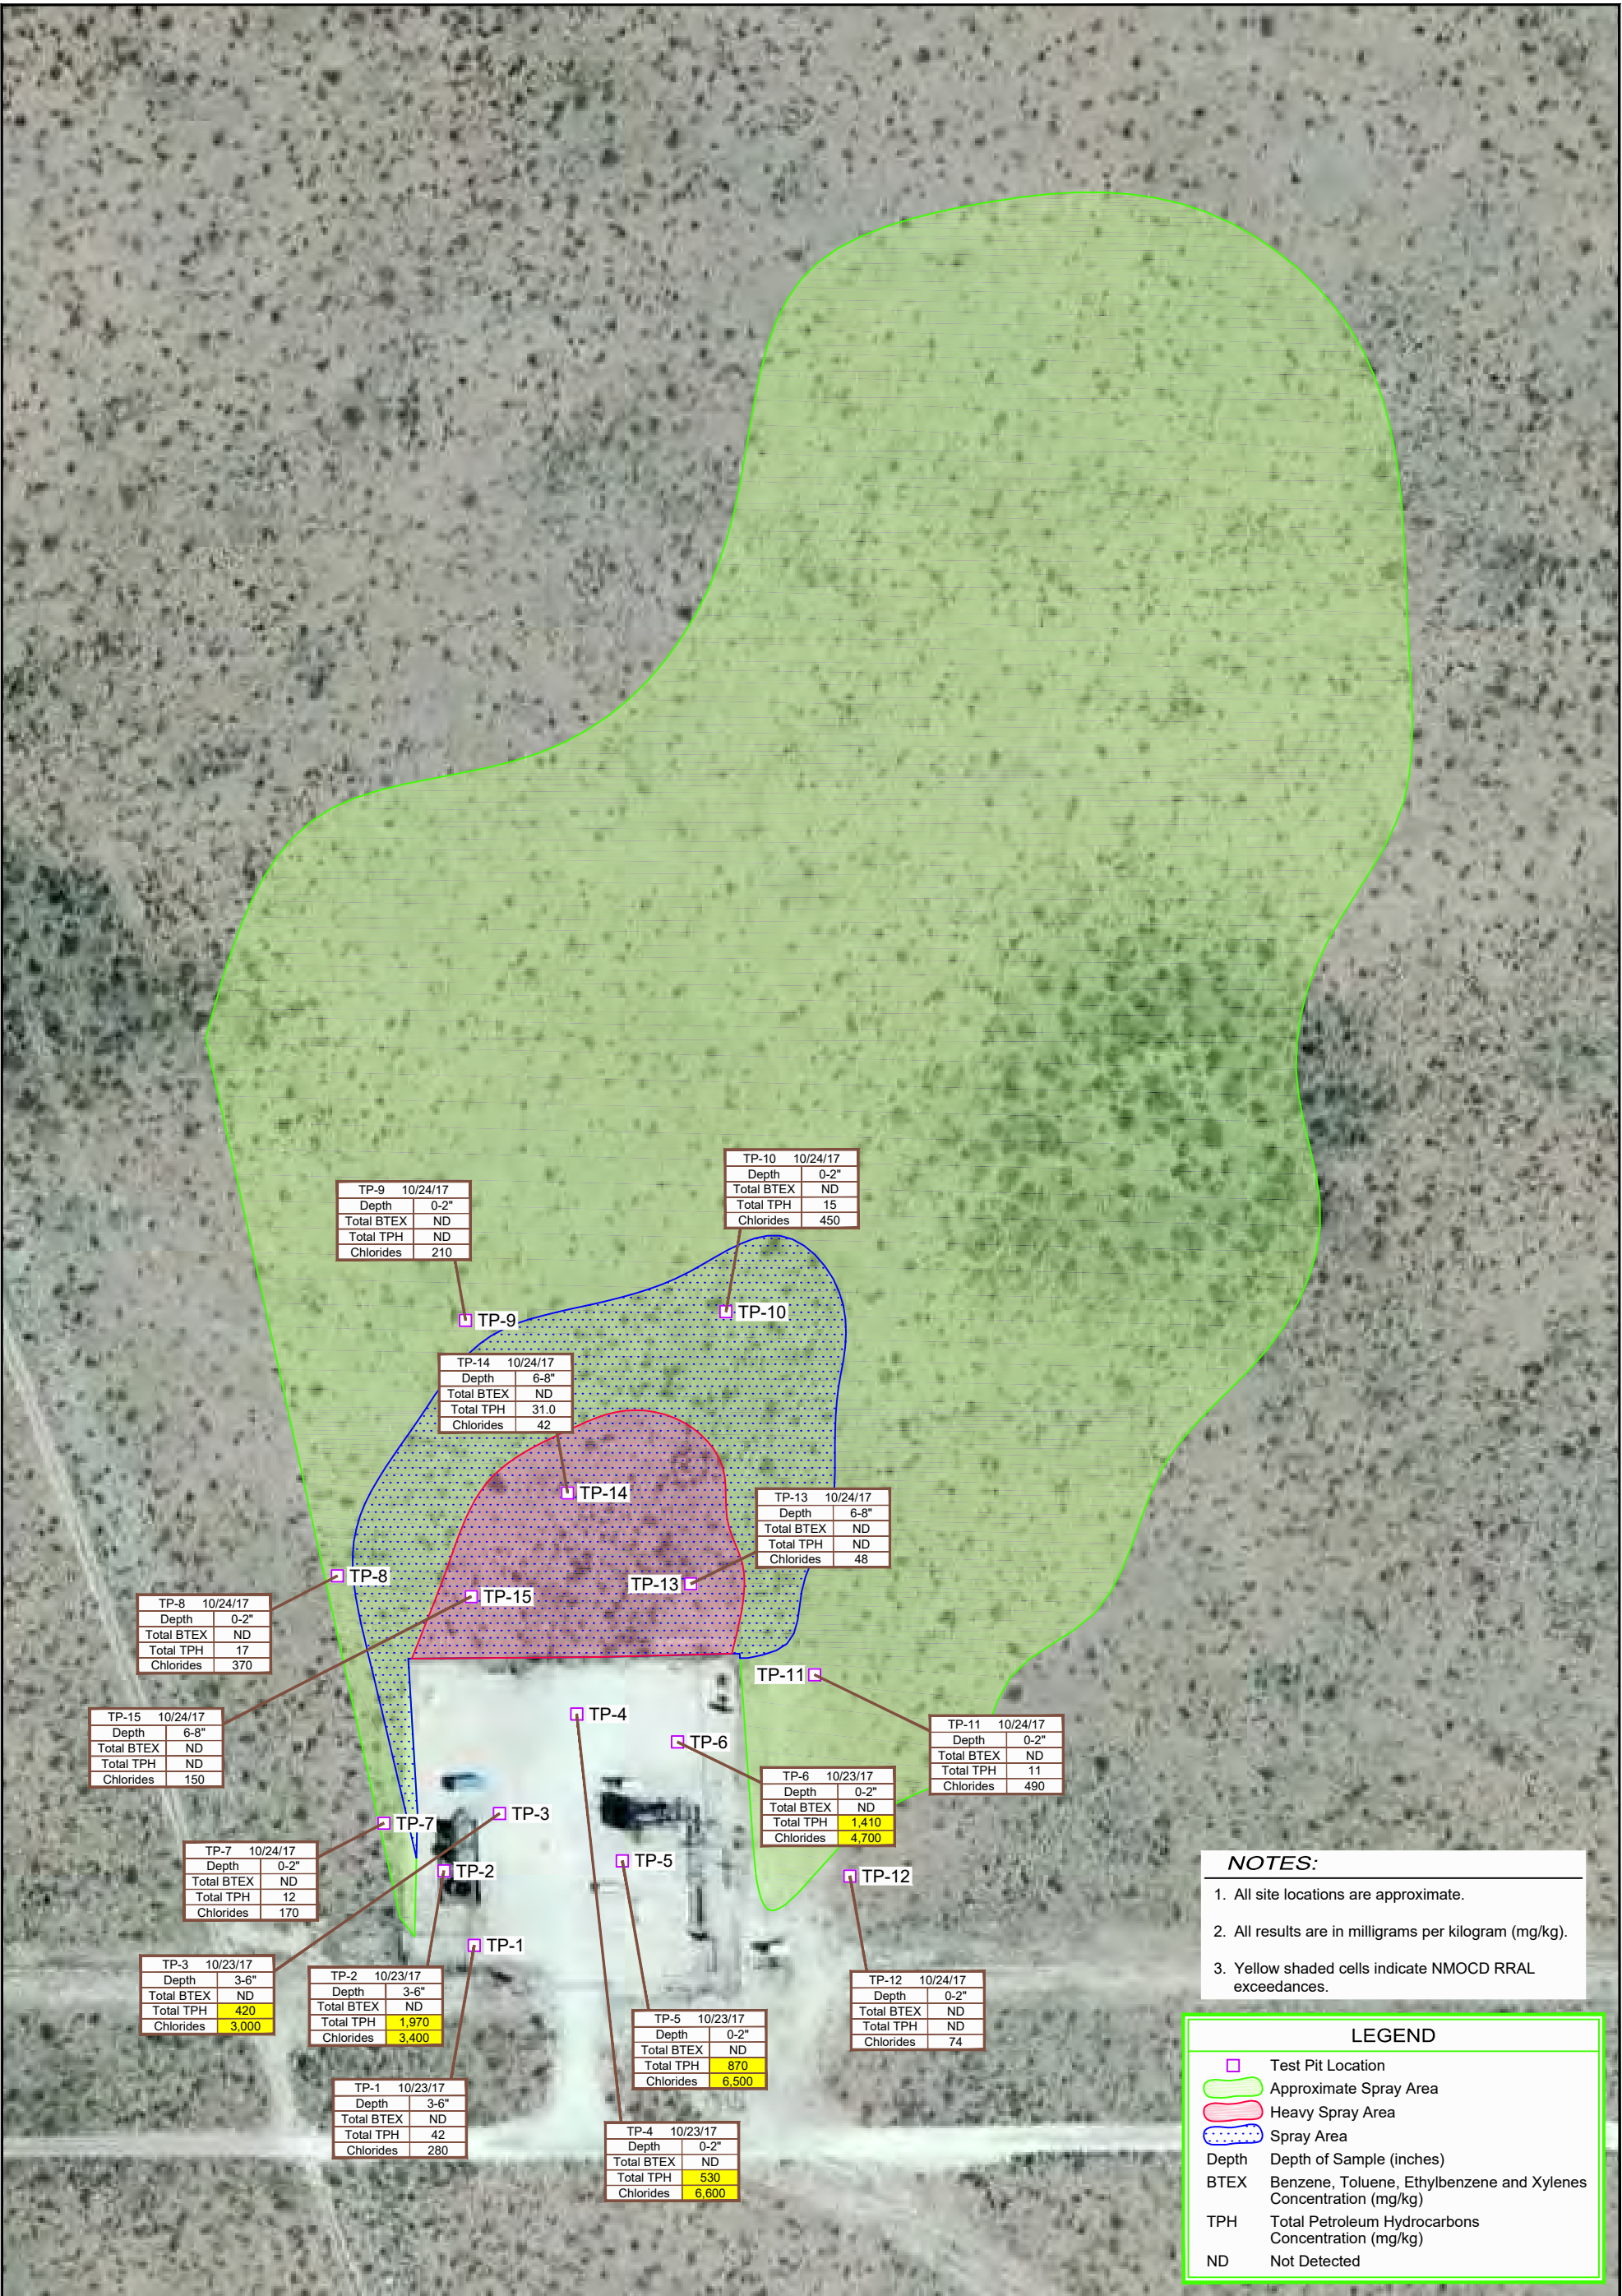 TP-10 10/24/17
Depth 0-2"
Total BTEX ND
Total TPH 15
Chlorides 450
TP-9 10/24/17
Depth 0-2"
Total BTEX ND
Total TPH ND
Chlorides 210
TP-10
TP-9
TP-14 10/24/17
Depth 6-8"
Total BTEX ND
Total TPH 31.0
Chlorides 42
TP-14
TP-13 10/24/17
Depth 6-8"
Total BTEX ND
Total TPH ND
Chlorides 48
TP-8
TP-13
TP-15
TP-8 10/24/17
Depth 0-2"
Total BTEX ND
Total TPH 17
Chlorides 370
TP-11
TP-15 10/24/17
Depth 6-8"
Total BTEX ND
Total TPH ND
Chlorides 150
TP-4
TP-11 10/24/17
Depth 0-2"
Total BTEX ND
Total TPH 11
Chlorides 490
TP-6
TP-6 10/23/17
Depth 0-2"
Total BTEX ND
Total TPH 1,410
Chlorides 4,700
TP-3
TP-7
TP-7 10/24/17
Depth 0-2"
Total BTEX ND
Total TPH 12
Chlorides 170
TP-5
TP-2
TP-12
TP-1
TP-3 10/23/17
Depth 3-6"
Total BTEX ND
Total TPH 420
Chlorides 3,000
TP-2 10/23/17
Depth 3-6"
Total BTEX ND
Total TPH 1,970
Chlorides 3,400
TP-12 10/24/17
Depth 0-2"
Total BTEX ND
Total TPH ND
Chlorides 74
TP-5 10/23/17
Depth 0-2"
Total BTEX ND
Total TPH 870
Chlorides 6,500
TP-1 10/23/17
Depth 3-6"
Total BTEX ND
Total TPH 42
Chlorides 280
TP-4 10/23/17
Depth 0-2"
Total BTEX ND
Total TPH 530
Chlorides 6,600
NOTES:
1. All site locations are approximate.
2. All results are in milligrams per kilogram (mg/kg).
3. Yellow shaded cells indicate NMOCD RRAL
exceedances.
LEGEND
Test Pit Location
Approximate Spray Area
Heavy Spray Area
Spray Area
Depth Depth of Sample (inches)
BTEX Benzene, Toluene, Ethylbenzene and Xylenes
Concentration (mg/kg)
TPH Total Petroleum Hydrocarbons
Concentration (mg/kg)
ND Not Detected